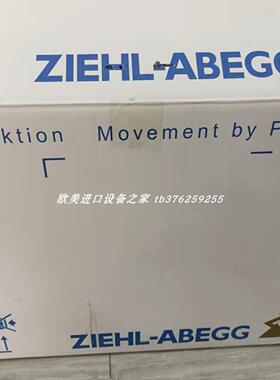 ZIEHL-ABEGG
ktion Movement by P
欧美进口设备之家 tb376259255
ZIEHL-ABEGG